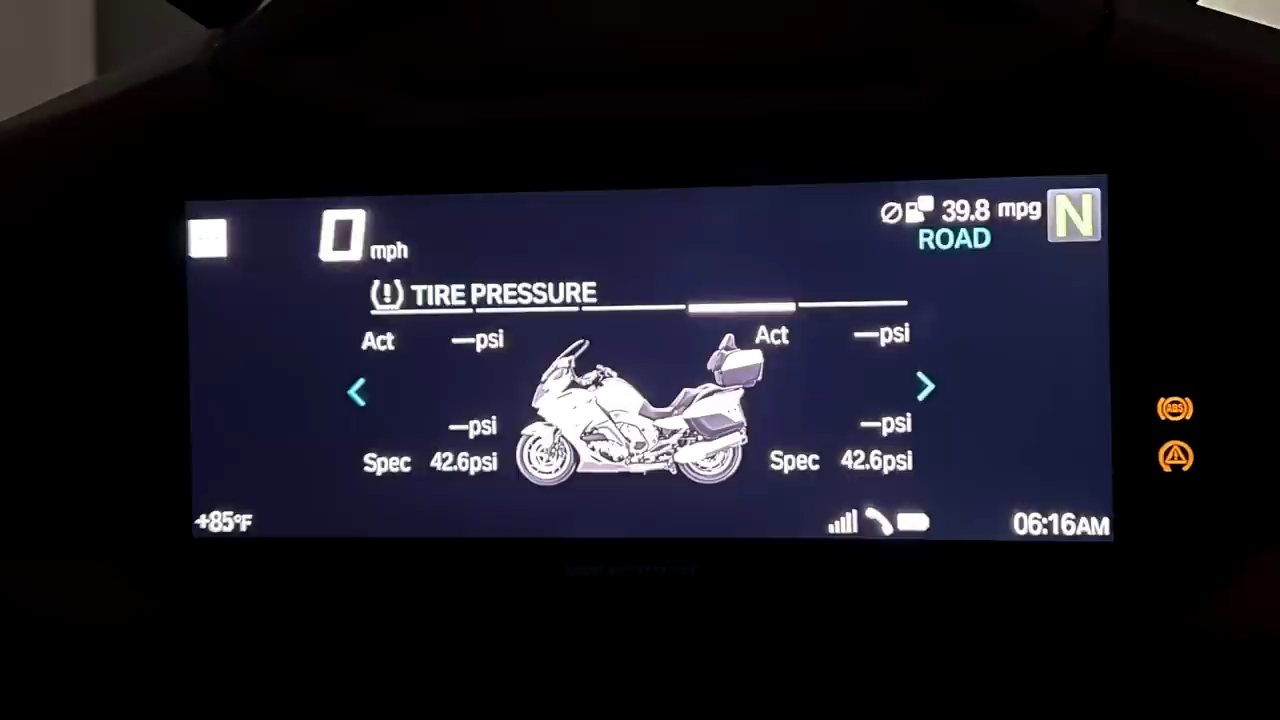 0 mph
39.8 mpg
N
ROAD
TIRE PRESSURE
Act —psi
Act —psi
—psi
—psi
Spec 42.6psi
Spec 42.6psi
+85°F
06:16AM
ABS